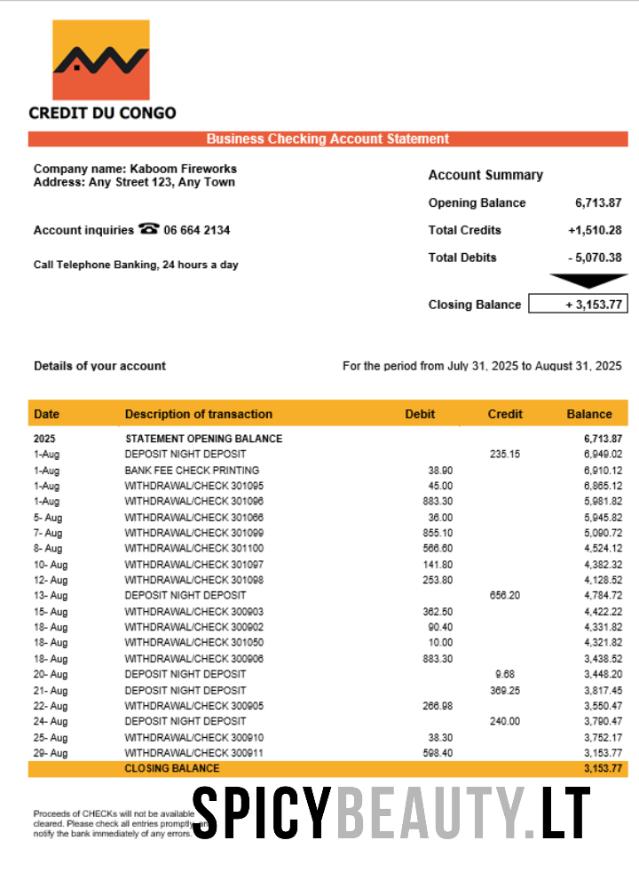 CREDIT DU CONGO
Business Checking Account Statement
Company name: Kaboom Fireworks
Address: Any Street 123, Any Town
Account inquiries ☎ 06 664 2134
Call Telephone Banking, 24 hours a day
Account Summary
Opening Balance 6,713.87
Total Credits +1,510.28
Total Debits - 5,070.38
Closing Balance + 3,153.77
Details of your account For the period from July 31, 2025 to August 31, 2025
Date Description of transaction Debit Credit Balance
2025 STATEMENT OPENING BALANCE 6,713.87
1-Aug DEPOSIT NIGHT DEPOSIT 235.15 6,949.02
1-Aug BANK FEE CHECK PRINTING 38.90 6,910.12
1-Aug WITHDRAWAL/CHECK 301095 45.00 6,865.12
1-Aug WITHDRAWAL/CHECK 301096 883.30 5,981.82
5- Aug WITHDRAWAL/CHECK 301066 36.00 5,945.82
7- Aug WITHDRAWAL/CHECK 301099 855.10 5,090.72
8- Aug WITHDRAWAL/CHECK 301100 566.60 4,524.12
10- Aug WITHDRAWAL/CHECK 301097 141.80 4,382.32
12- Aug WITHDRAWAL/CHECK 301098 253.80 4,128.52
13- Aug DEPOSIT NIGHT DEPOSIT 656.20 4,784.72
15- Aug WITHDRAWAL/CHECK 300903 362.50 4,422.22
18- Aug WITHDRAWAL/CHECK 300902 90.40 4,331.82
18- Aug WITHDRAWAL/CHECK 301050 10.00 4,321.82
18- Aug WITHDRAWAL/CHECK 300906 883.30 3,438.52
20- Aug DEPOSIT NIGHT DEPOSIT 9.68 3,448.20
21- Aug DEPOSIT NIGHT DEPOSIT 369.25 3,817.45
22- Aug WITHDRAWAL/CHECK 300905 266.98 3,550.47
24- Aug DEPOSIT NIGHT DEPOSIT 240.00 3,790.47
25- Aug WITHDRAWAL/CHECK 300910 38.30 3,752.17
29- Aug WITHDRAWAL/CHECK 300911 598.40 3,153.77
CLOSING BALANCE 3,153.77
Proceeds of CHECKs will not be available
cleared. Please check all entries promptly
notify the bank immediately of any errors.
SPICYBEAUTY.LT